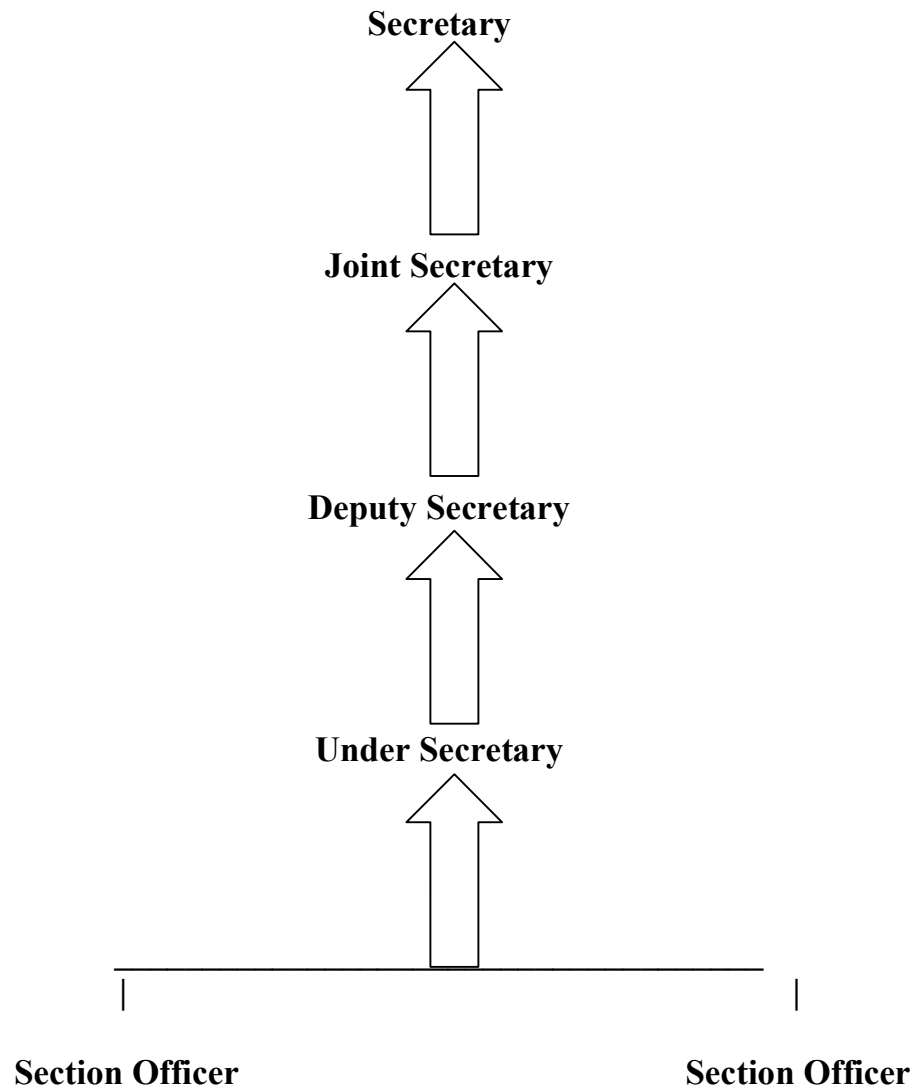 Secretary
Joint Secretary
Deputy Secretary
Under Secretary
Section Officer Section Officer